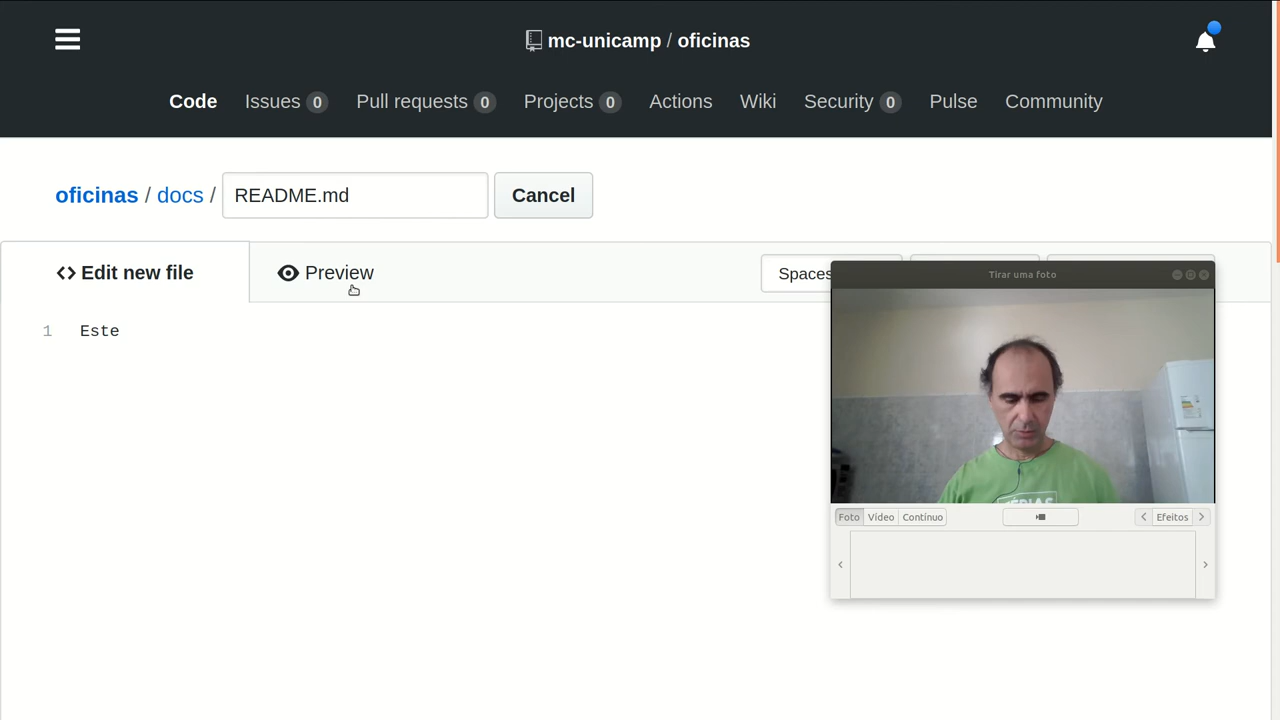 mc-unicamp / oficinas
Code Issues 0 Pull requests 0 Projects 0 Actions Wiki Security 0 Pulse Community
oficinas / docs / README.md Cancel
Edit new file Preview Spaces
1 Este
Tirar uma foto
Foto Vídeo Contínuo Efeitos